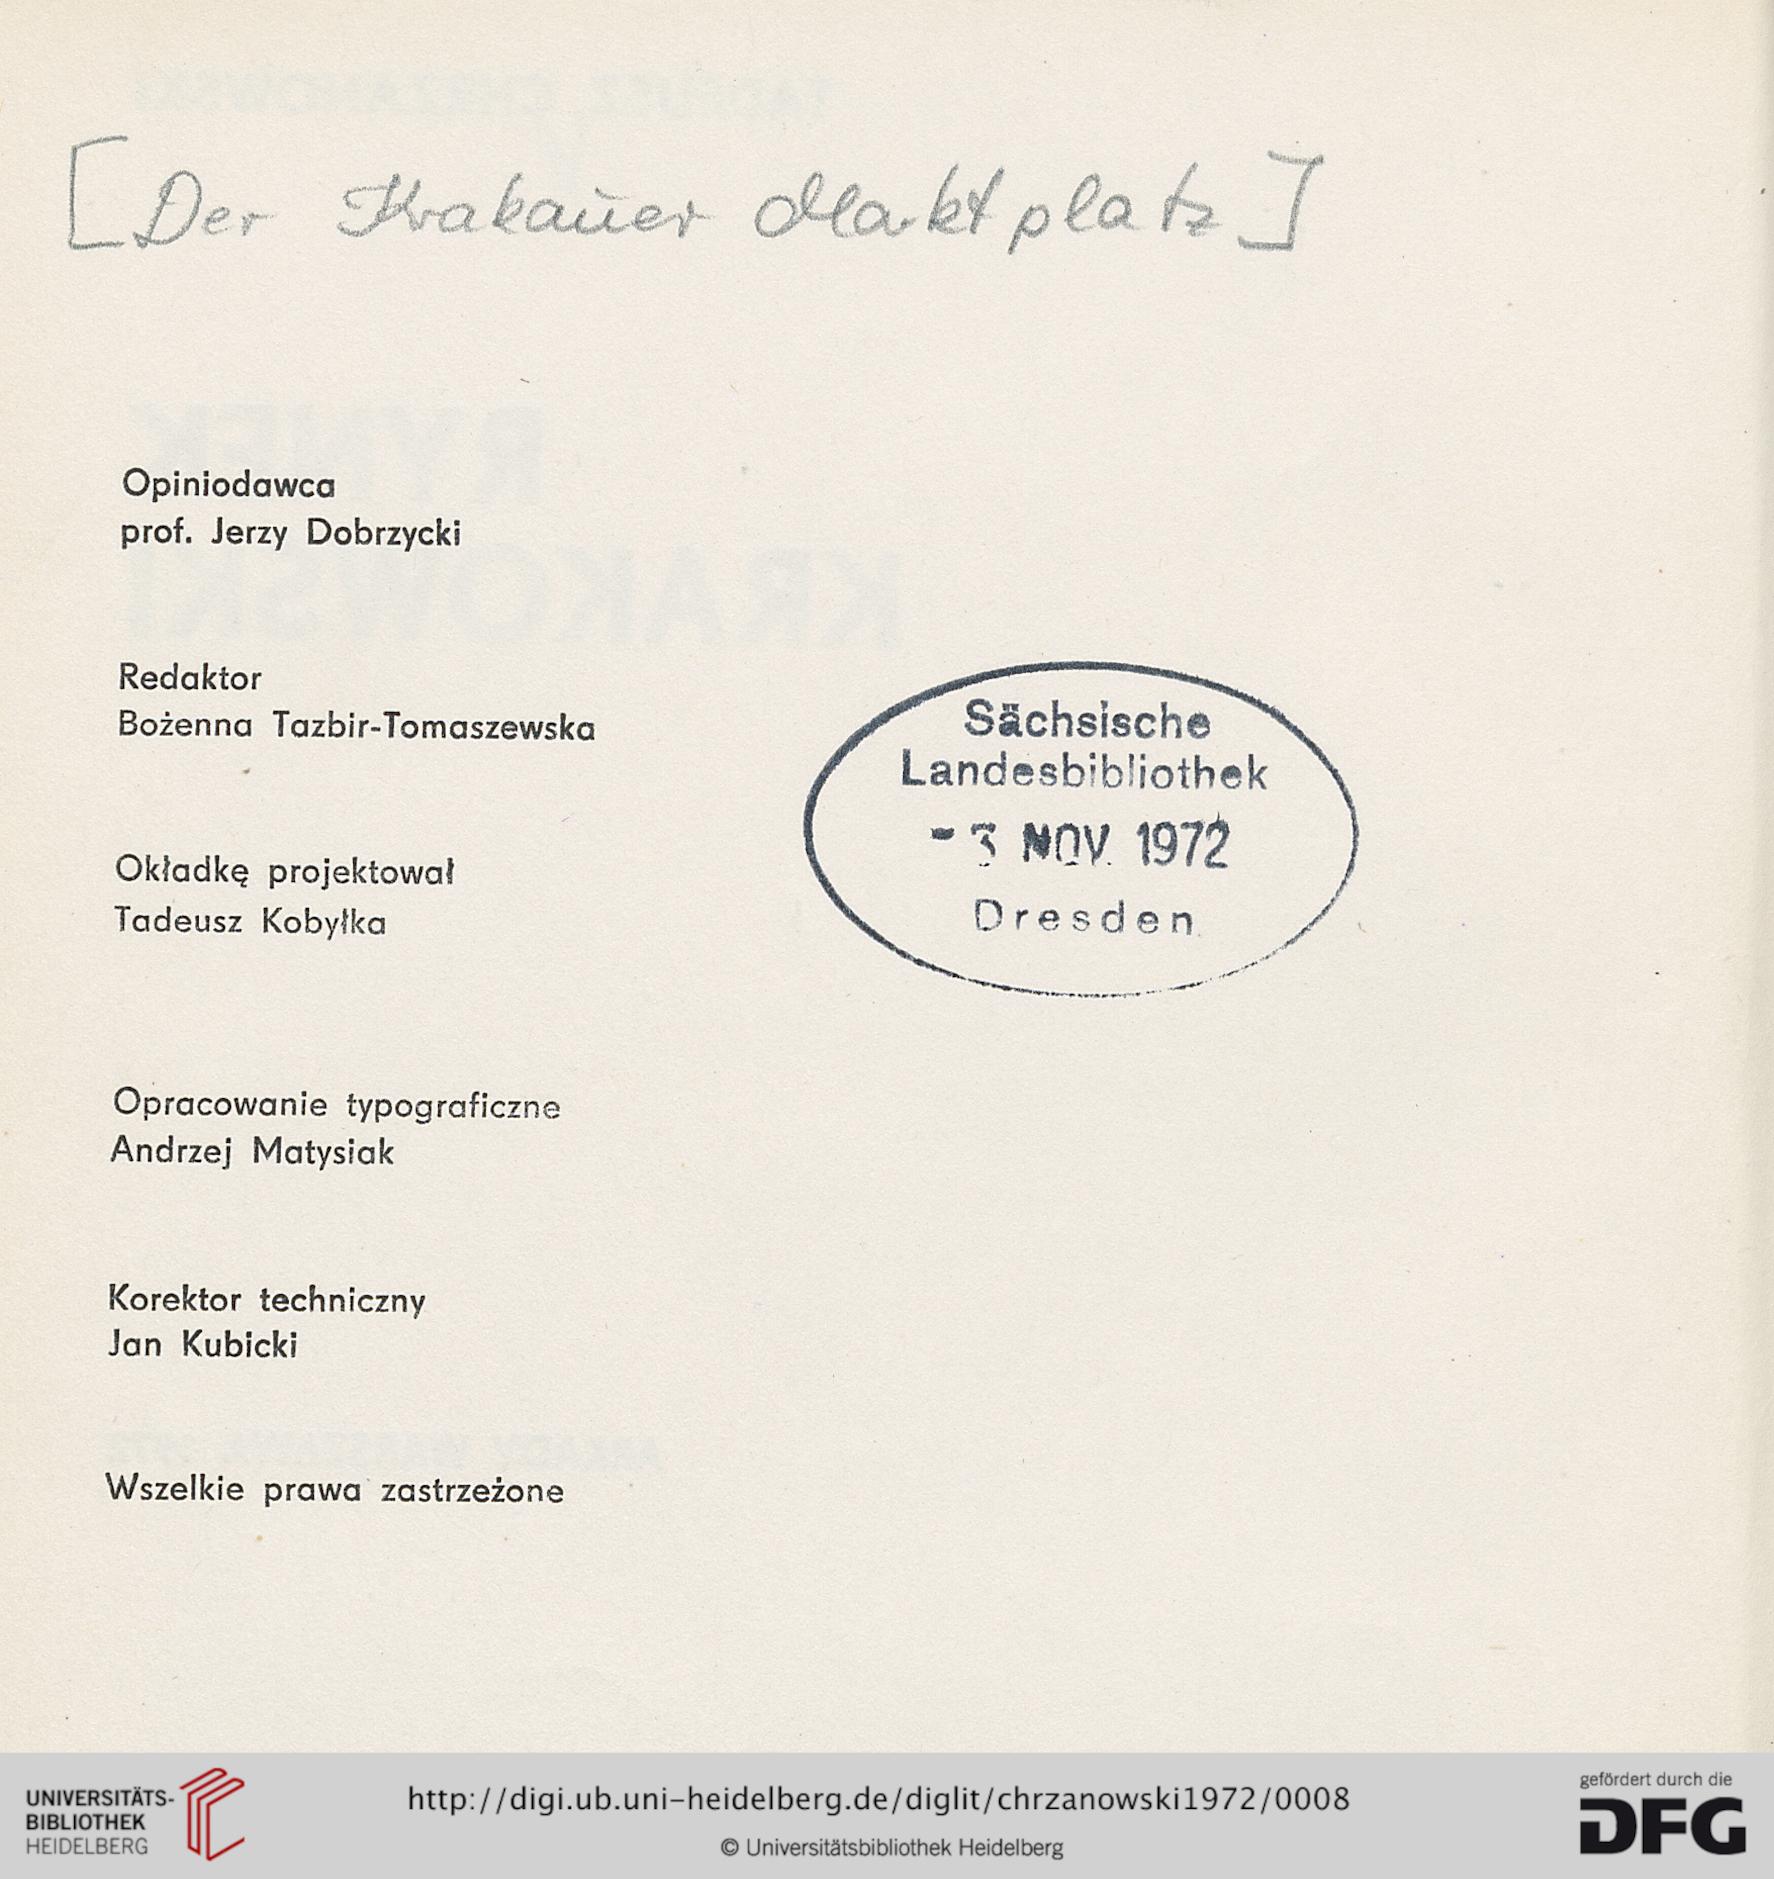 [Der Krakauer Marktplatz]
Opiniodawca
prof. Jerzy Dobrzycki
Redaktor
Bożenna Tazbir-Tomaszewska
Sächsische
Landesbibliothek
- 3 NOV. 1972
Dresden
Okładkę projektował
Tadeusz Kobyłka
Opracowanie typograficzne
Andrzej Matysiak
Korektor techniczny
Jan Kubicki
Wszelkie prawa zastrzeżone
UNIVERSITÄTS-
BIBLIOTHEK
HEIDELBERG
http://digi.ub.uni-heidelberg.de/diglit/chrzanowski1972/0008
© Universitätsbibliothek Heidelberg
gefördert durch die
DFG